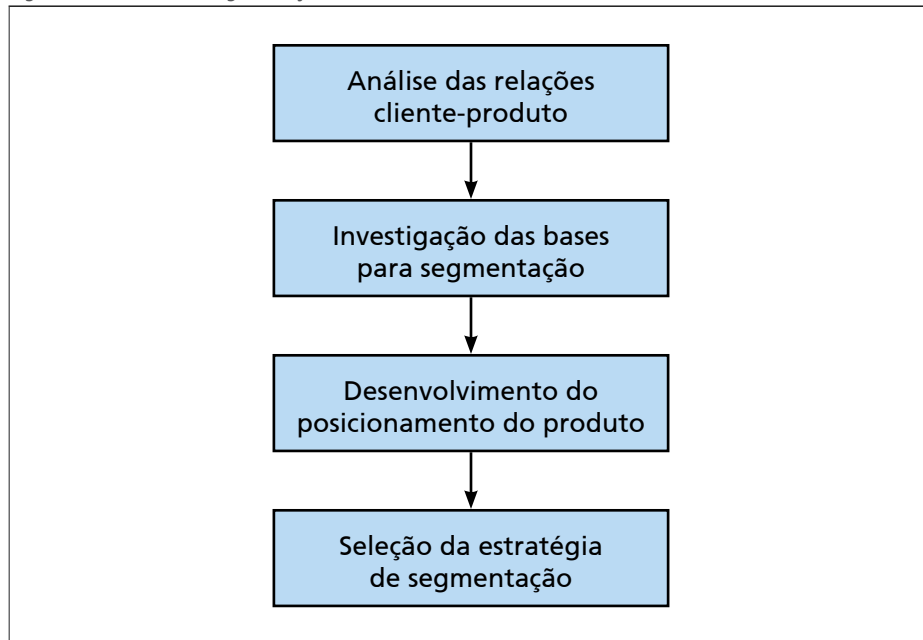 Análise das relações
cliente-produto
Investigação das bases
para segmentação
Desenvolvimento do
posicionamento do produto
Seleção da estratégia
de segmentação